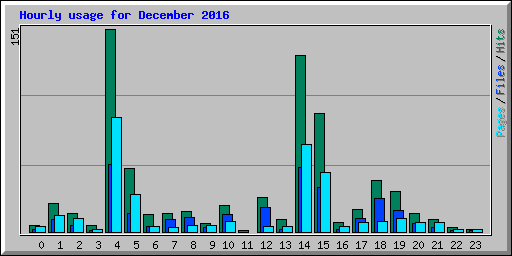 Hourly usage for December 2016
151
Pages / Files / Hits
0 1 2 3 4 5 6 7 8 9 10 11 12 13 14 15 16 17 18 19 20 21 22 23